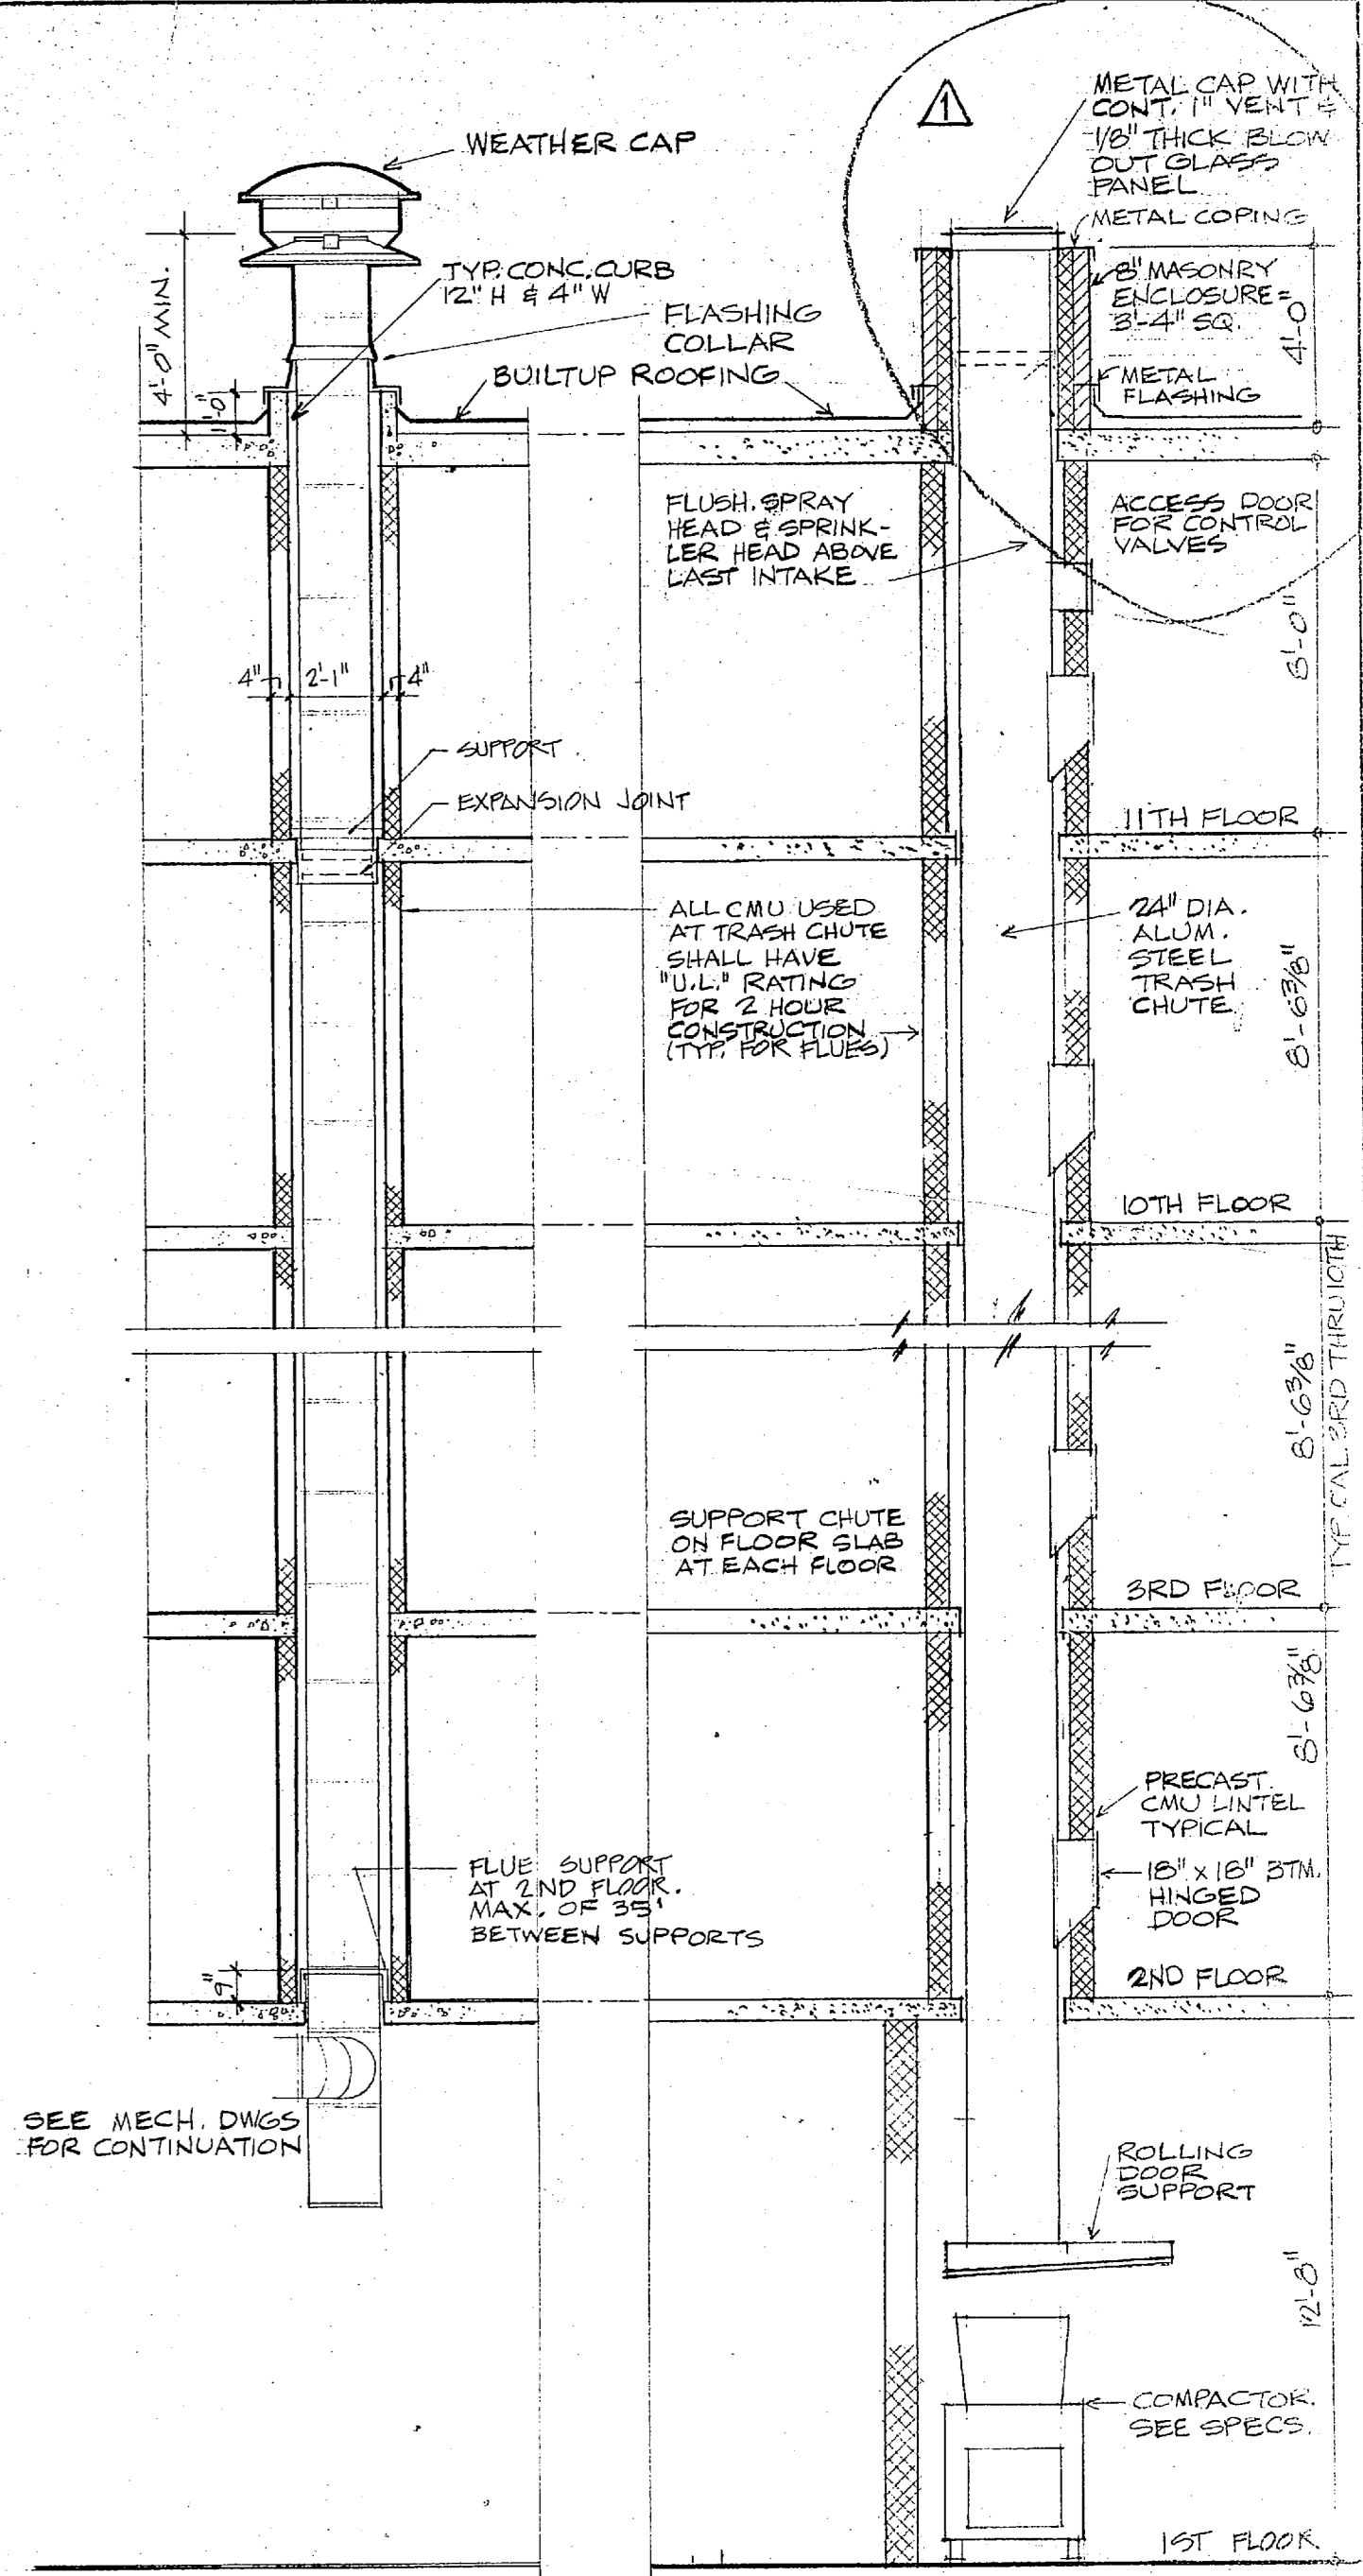 WEATHER CAP
4'-0" MIN.
1'-0"
TYP. CONC. CURB
12" H & 4" W
FLASHING
COLLAR
BUILTUP ROOFING
1
METAL CAP WITH
CONT. 1" VENT &
1/8" THICK BLOW
OUT GLASS
PANEL
METAL COPING
8" MASONRY
ENCLOSURE =
3'-4" SQ.
4'-0
METAL
FLASHING
FLUSH. SPRAY
HEAD & SPRINK-
LER HEAD ABOVE
LAST INTAKE
ACCESS DOOR
FOR CONTROL
VALVES
8'-0"
4" 2'-1" 4"
SUPPORT
EXPANSION JOINT
11TH FLOOR
ALL CMU USED
AT TRASH CHUTE
SHALL HAVE
"U.L." RATING
FOR 2 HOUR
CONSTRUCTION
(TYP. FOR FLUES)
24" DIA.
ALUM.
STEEL
TRASH
CHUTE
8'-6 3/8"
10TH FLOOR
8'-6 3/8"
TYPICAL 3RD THRU 10TH
SUPPORT CHUTE
ON FLOOR SLAB
AT EACH FLOOR
3RD FLOOR
8'-6 3/8"
PRECAST
CMU LINTEL
TYPICAL
18" x 18" BTM.
HINGED
DOOR
FLUE SUPPORT
AT 2ND FLOOR.
MAX. OF 35'
BETWEEN SUPPORTS
9"
2ND FLOOR
SEE MECH. DWGS
FOR CONTINUATION
ROLLING
DOOR
SUPPORT
12'-8"
COMPACTOR.
SEE SPECS.
1ST FLOOR